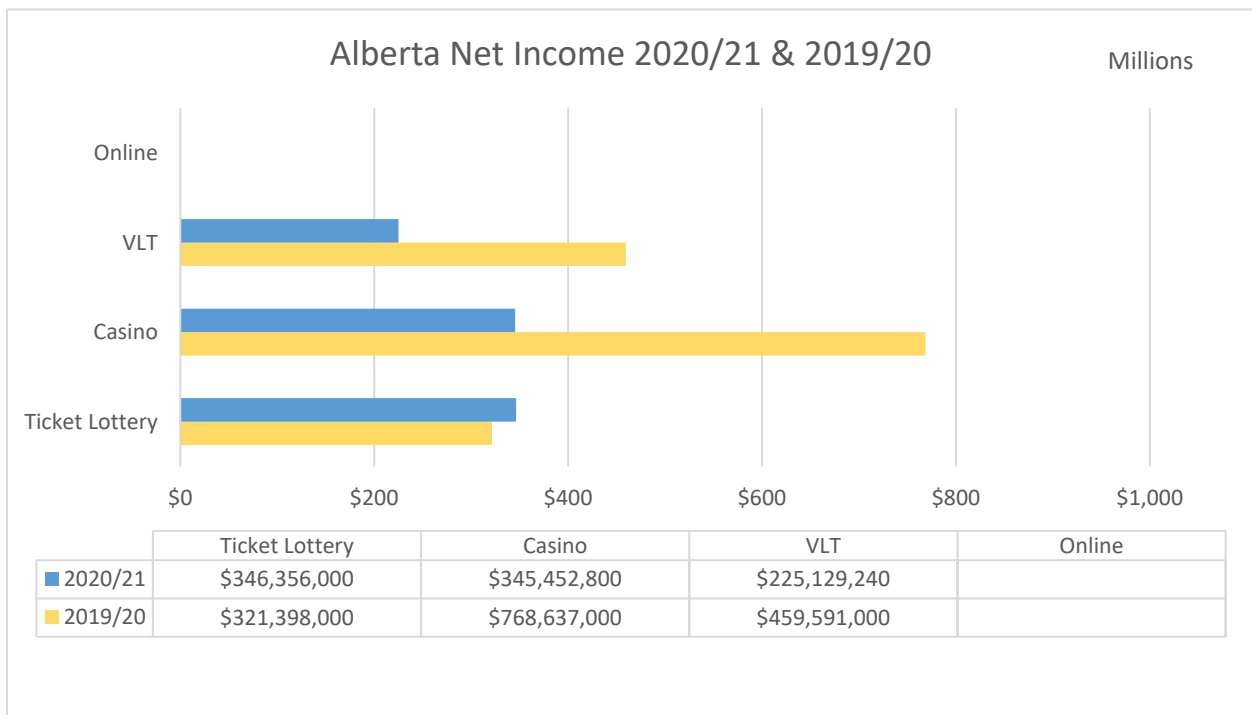 Alberta Net Income 2020/21 & 2019/20
Millions
Online
VLT
Casino
Ticket Lottery
$0 $200 $400 $600 $800 $1,000
Ticket Lottery Casino VLT Online
2020/21 $346,356,000 $345,452,800 $225,129,240
2019/20 $321,398,000 $768,637,000 $459,591,000